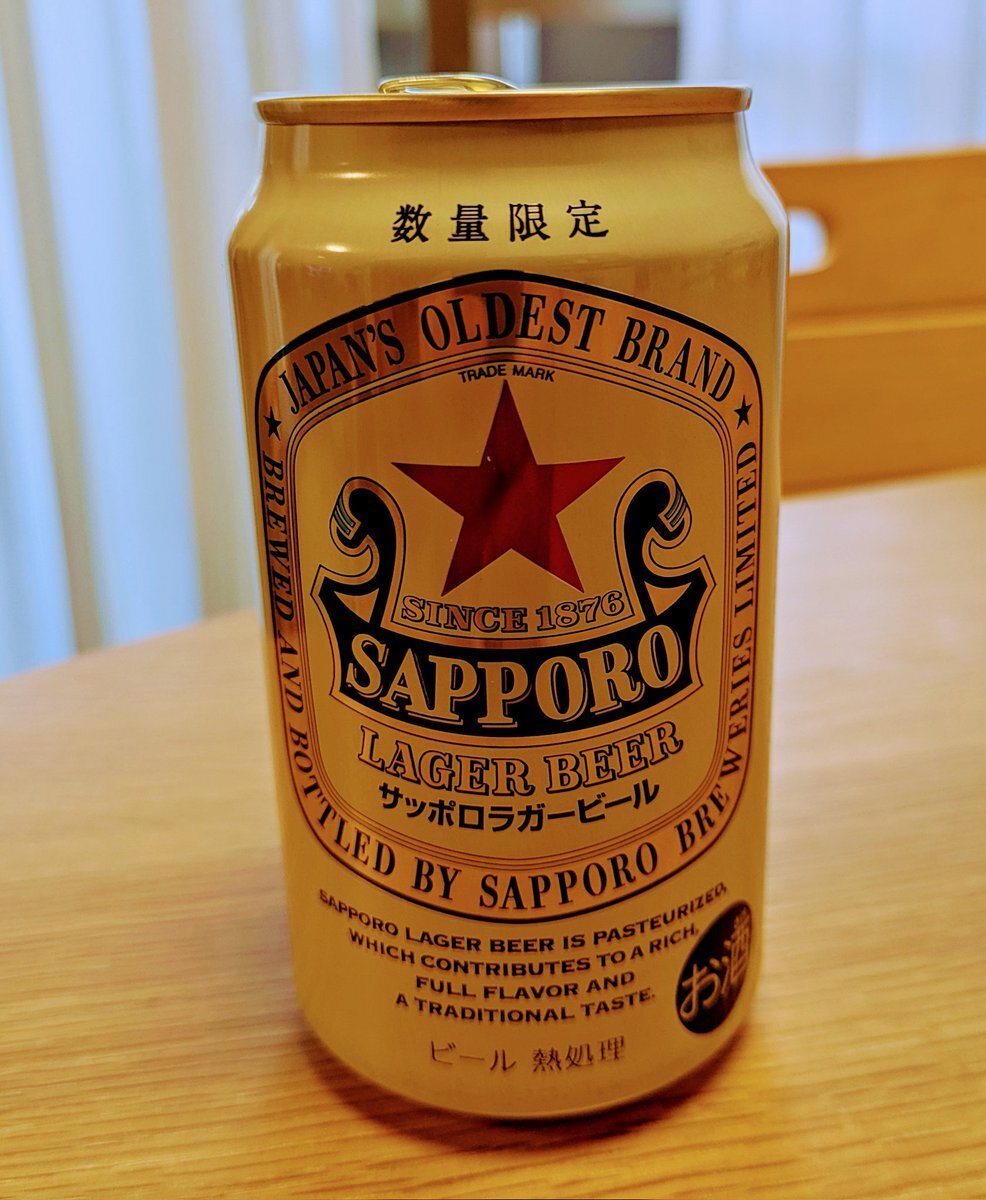 数量限定
JAPAN'S OLDEST BRAND
TRADE MARK
SINCE 1876
SAPPORO
LAGER BEER
サッポロラガービール
BREWED AND BOTTLED BY SAPPORO BREWERIES LIMITED
SAPPORO LAGER BEER IS PASTEURIZED,
WHICH CONTRIBUTES TO A RICH,
FULL FLAVOR AND
A TRADITIONAL TASTE.
お酒
ビール 熱処理